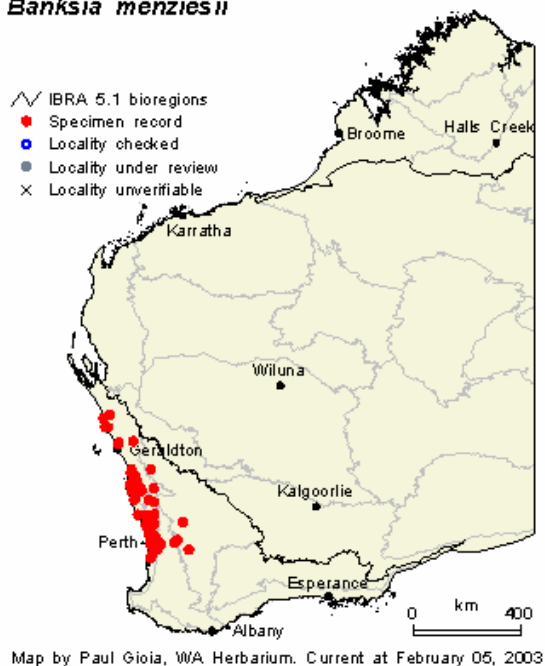 Banksia menziesii
IBRA 5.1 bioregions
Specimen record
Locality checked
Locality under review
Locality unverifiable
Broome
Halls Creek
Karratha
Wiluna
Geraldton
Kalgoorlie
Perth
Esperance
Albany
km
0 400
Map by Paul Gioia, WA Herbarium. Current at February 05, 2003